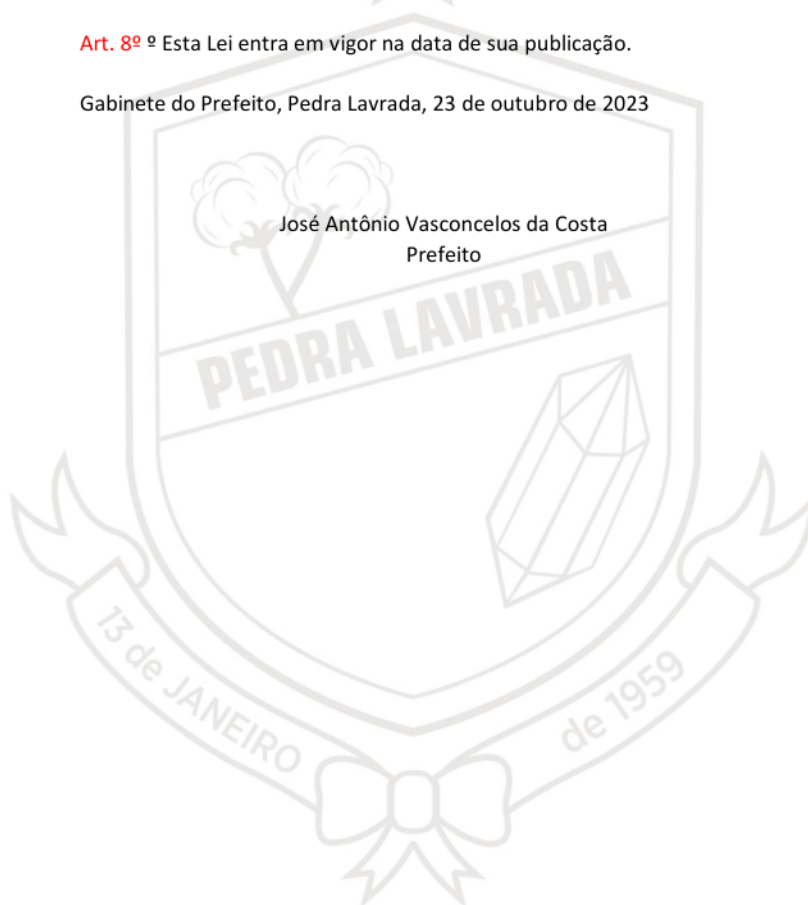 Art. 8º º Esta Lei entra em vigor na data de sua publicação.
Gabinete do Prefeito, Pedra Lavrada, 23 de outubro de 2023
José Antônio Vasconcelos da Costa
Prefeito
PEDRA LAVRADA
13 de JANEIRO
de 1959